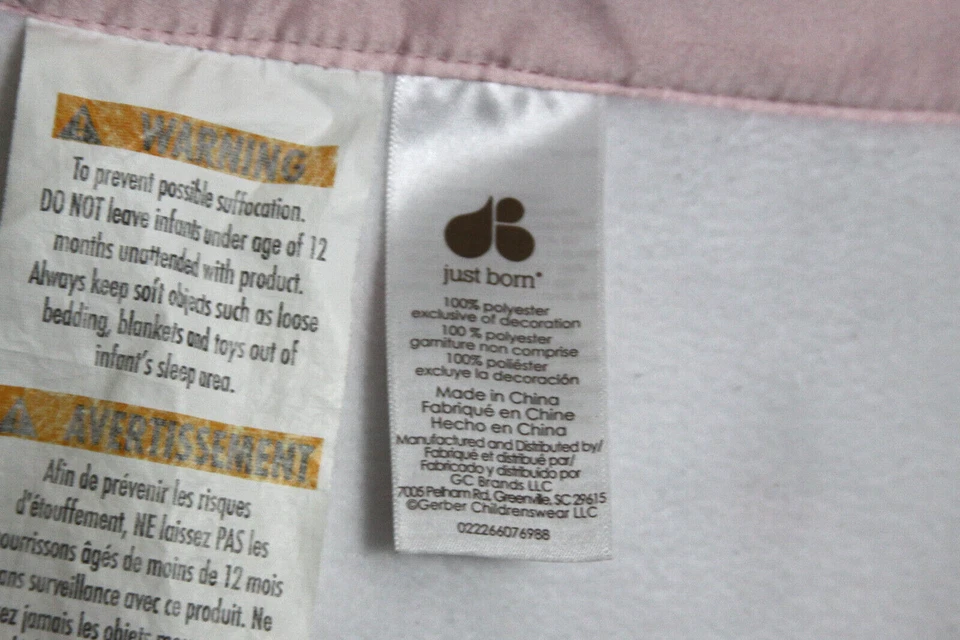 WARNING
To prevent possible suffocation.
DO NOT leave infants under age of 12
months unattended with product.
Always keep soft objects such as loose
bedding, blankets and toys out of
infant's sleep area.
AVERTISSEMENT
Afin de prévenir les risques
d'étouffement, NE laissez PAS les
ourrissons âgés de moins de 12 mois
ans surveillance avec ce produit. Ne
ez jamais les objets
just born
100% polyester
exclusive of decoration
100 % polyester
garniture non comprise
100% poliéster
excluye la decoración
Made in China
Fabriqué en Chine
Hecho en China
Manufactured and Distributed by/
Fabriqué et distribué par/
Fabricado y distribuido por
GC Brands LLC
7005 Pelham Rd, Greenville, SC 29615
©Gerber Childrenswear LLC
022266076988